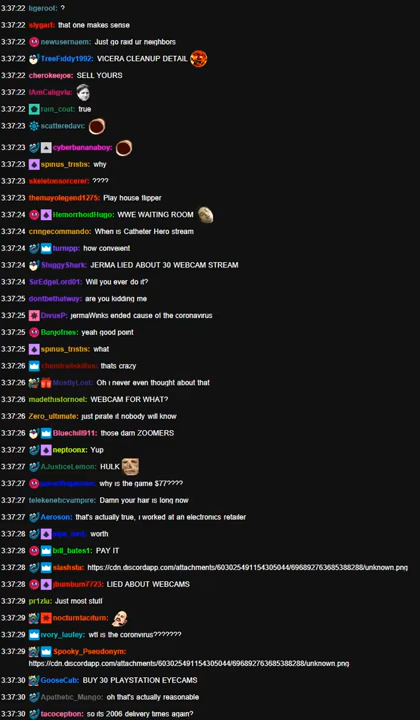 3:37:22 ligerool: ?
3:37:22 slygar1: that one makes sense
3:37:22 newusernaem: Just go raid ur neighbors
3:37:22 TreeFiddy1992: VICERA CLEANUP DETAIL
3:37:22 cherokeejoe: SELL YOURS
3:37:22 IAmCaligvla:
3:37:22 rain_coat: true
3:37:23 scatteredavc:
3:37:23 cyberbananaboy:
3:37:23 spinus_tristis: why
3:37:23 skeletonsorcerer: ????
3:37:23 themayolegend1275: Play house flipper
3:37:24 HemorrhoidHugo: WWE WAITING ROOM
3:37:24 cringecommando: When is Catheter Hero stream
3:37:24 turnipp: how conveient
3:37:24 ShiggyShark: JERMA LIED ABOUT 30 WEBCAM STREAM
3:37:24 SirEdgeLord01: Will you ever do it?
3:37:25 dontbethatwuy: are you kidding me
3:37:25 DivusP: jermaWinks ended cause of the coronavirus
3:37:25 Banjofries: yeah good point
3:37:25 spinus_tristis: what
3:37:26 thats crazy
3:37:26 MostlyLost: Oh i never even thought about that
3:37:26 madethisfornoel: WEBCAM FOR WHAT?
3:37:26 Zero_ultimate: just pirate it nobody will know
3:37:26 Bluechill911: those darn ZOOMERS
3:37:27 neptoonx: Yup
3:37:27 AJusticeLemon: HULK
3:37:27 why is the game $77????
3:37:27 telekeneticvampire: Damn your hair is long now
3:37:27 Aeroson: that's actually true, i worked at an electronics retailer
3:37:28 worth
3:37:28 bill_bates1: PAY IT
3:37:28 slashsta: https://cdn.discordapp.com/attachments/603025491154305044/696892763685388288/unknown.png
3:37:28 jbumbum7723: LIED ABOUT WEBCAMS
3:37:29 pr1zlu: Just most stuff
3:37:29 nocturntaciturn:
3:37:29 ivory_lauley: wtf is the cornvrus???????
3:37:29 Spooky_Pseudonym:
https://cdn.discordapp.com/attachments/603025491154305044/696892763685388288/unknown.png
3:37:30 GooseCub: BUY 30 PLAYSTATION EYECAMS
3:37:30 Apathetic_Mango: oh that's actually reasonable
3:37:30 tacoception: so its 2006 delivery times again?